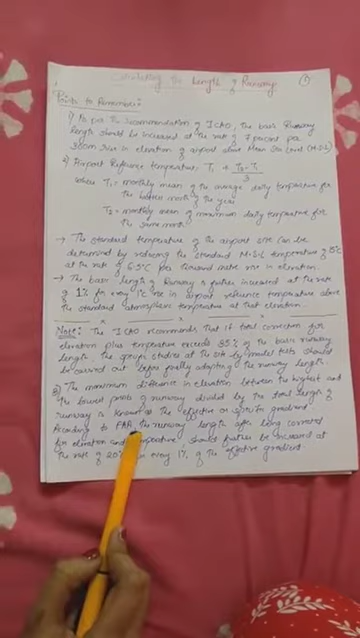 Calculating the Length of Runway
①
Points to Remember:
1) As per the recommendation of ICAO, the basic Runway
length should be increased at the rate of 7 percent per
300m rise in elevation of airport above Mean Sea Level (M.S.L)
2) Airport Reference temperature: T1 + T2-T1
3
where T1 = monthly mean of the average daily temperature for
the hottest month of the year
T2 = monthly mean of maximum daily temperature for
the same month
→ The standard temperature of the airport site can be
determined by reducing the standard M.S.L temperature of 15°C
at the rate of 6.5°C per thousand metre rise in elevation.
→ The basic length of Runway is further increased at the rate
of 1% for every 1°C rise in airport reference temperature above
the standard atmospheric temperature at that elevation.
x x x
Note: The ICAO recommends that if total correction for
elevation plus temperature exceeds 35% of the basic runway
length. The specific studies at the site by model tests should
be carried out before finally adopting the runway length.
3) The maximum difference in elevation between the highest and
the lowest points of runway divided by the total length of
runway is known as the effective or gradient.
According to FAA the runway length after being corrected
for elevation and temperature should further be increased at
the rate of 20% every 1% of the effective gradient.